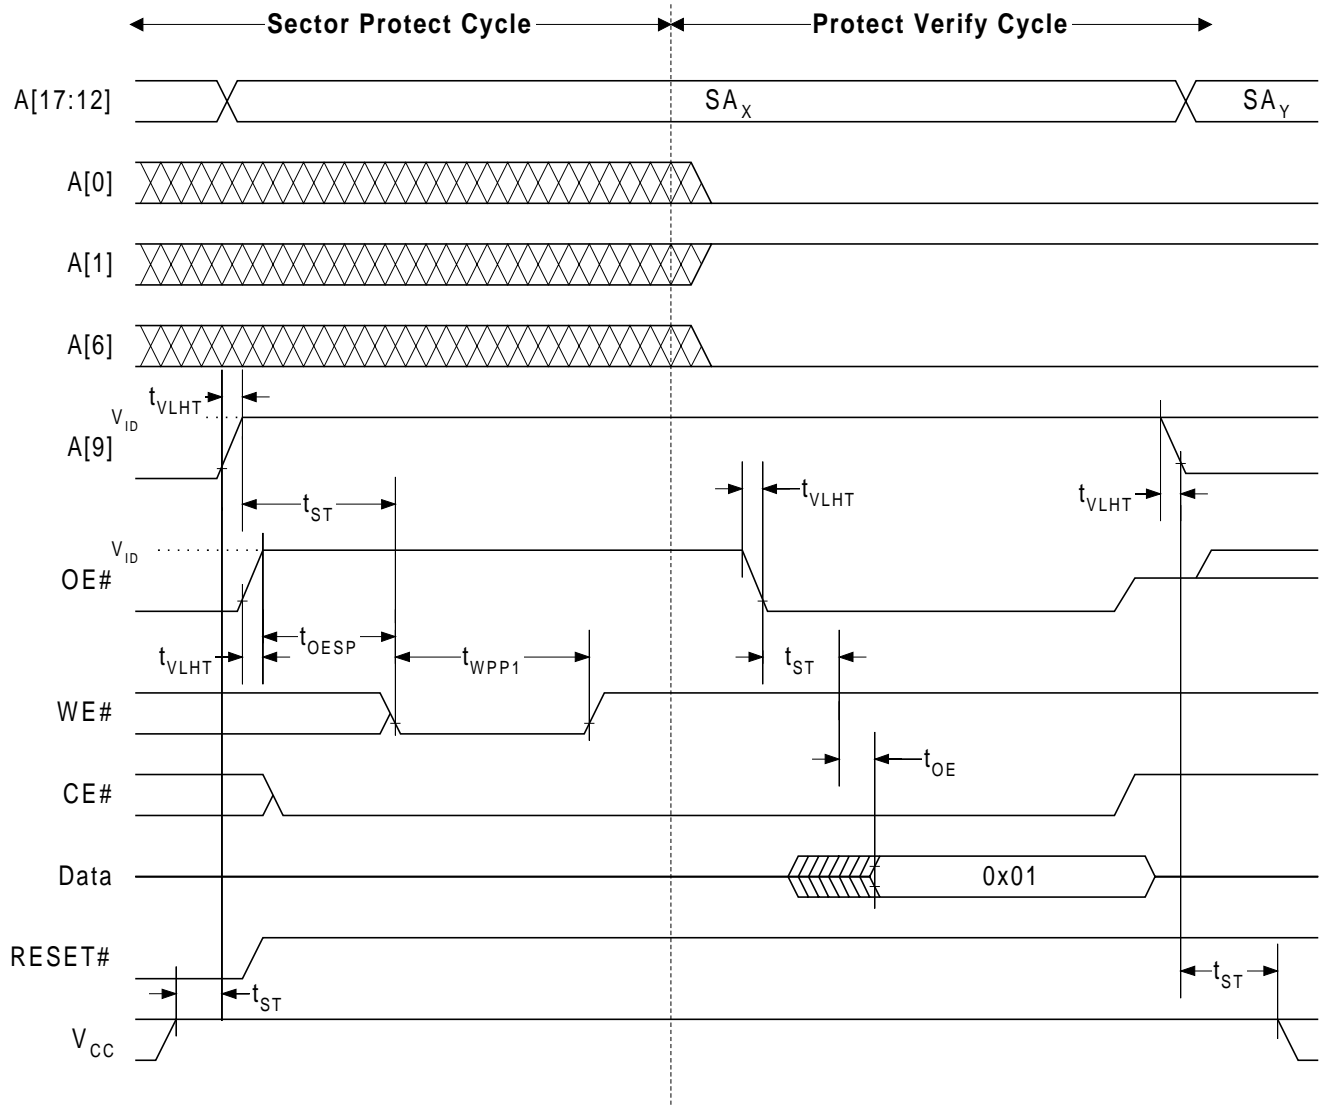 Sector Protect Cycle Protect Verify Cycle
A[17:12] SAX SAY
A[0]
A[1]
A[6]
tVLHT
VID
A[9]
tST tVLHT tVLHT
VID
OE#
tVLHT tOESP tWPP1 tST
WE#
tOE
CE#
Data 0x01
RESET#
tST tST
VCC